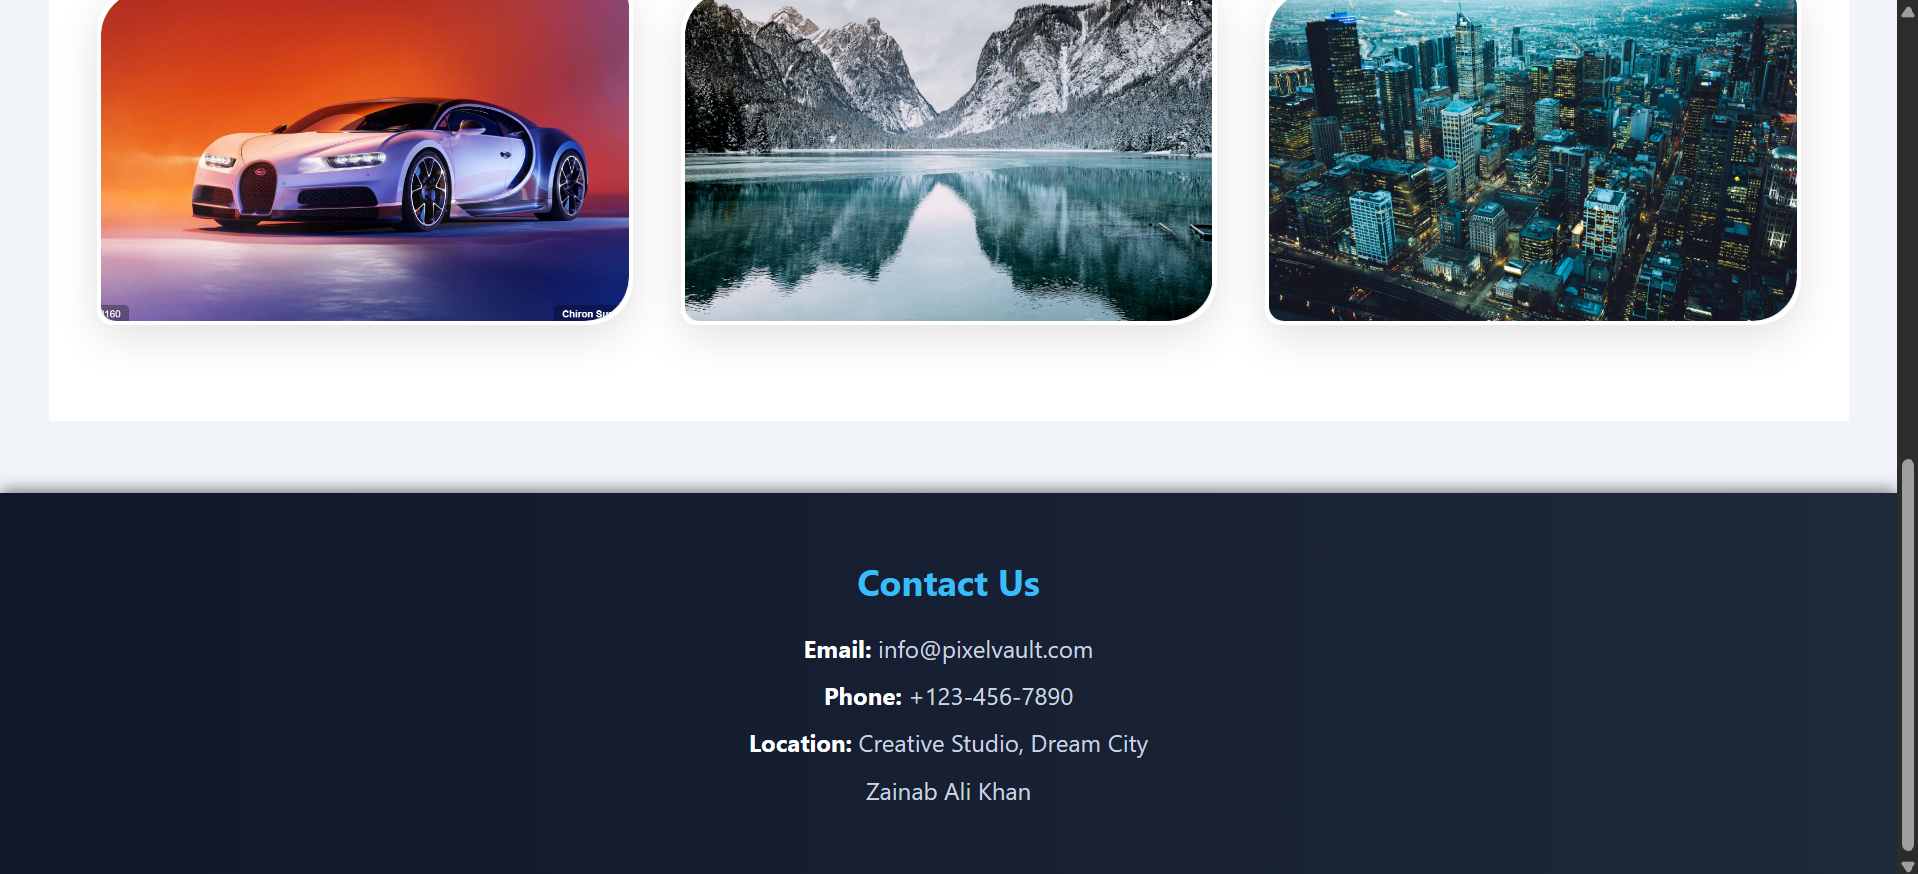 2160
Chiron Su
Contact Us
Email: info@pixelvault.com
Phone: +123-456-7890
Location: Creative Studio, Dream City
Zainab Ali Khan